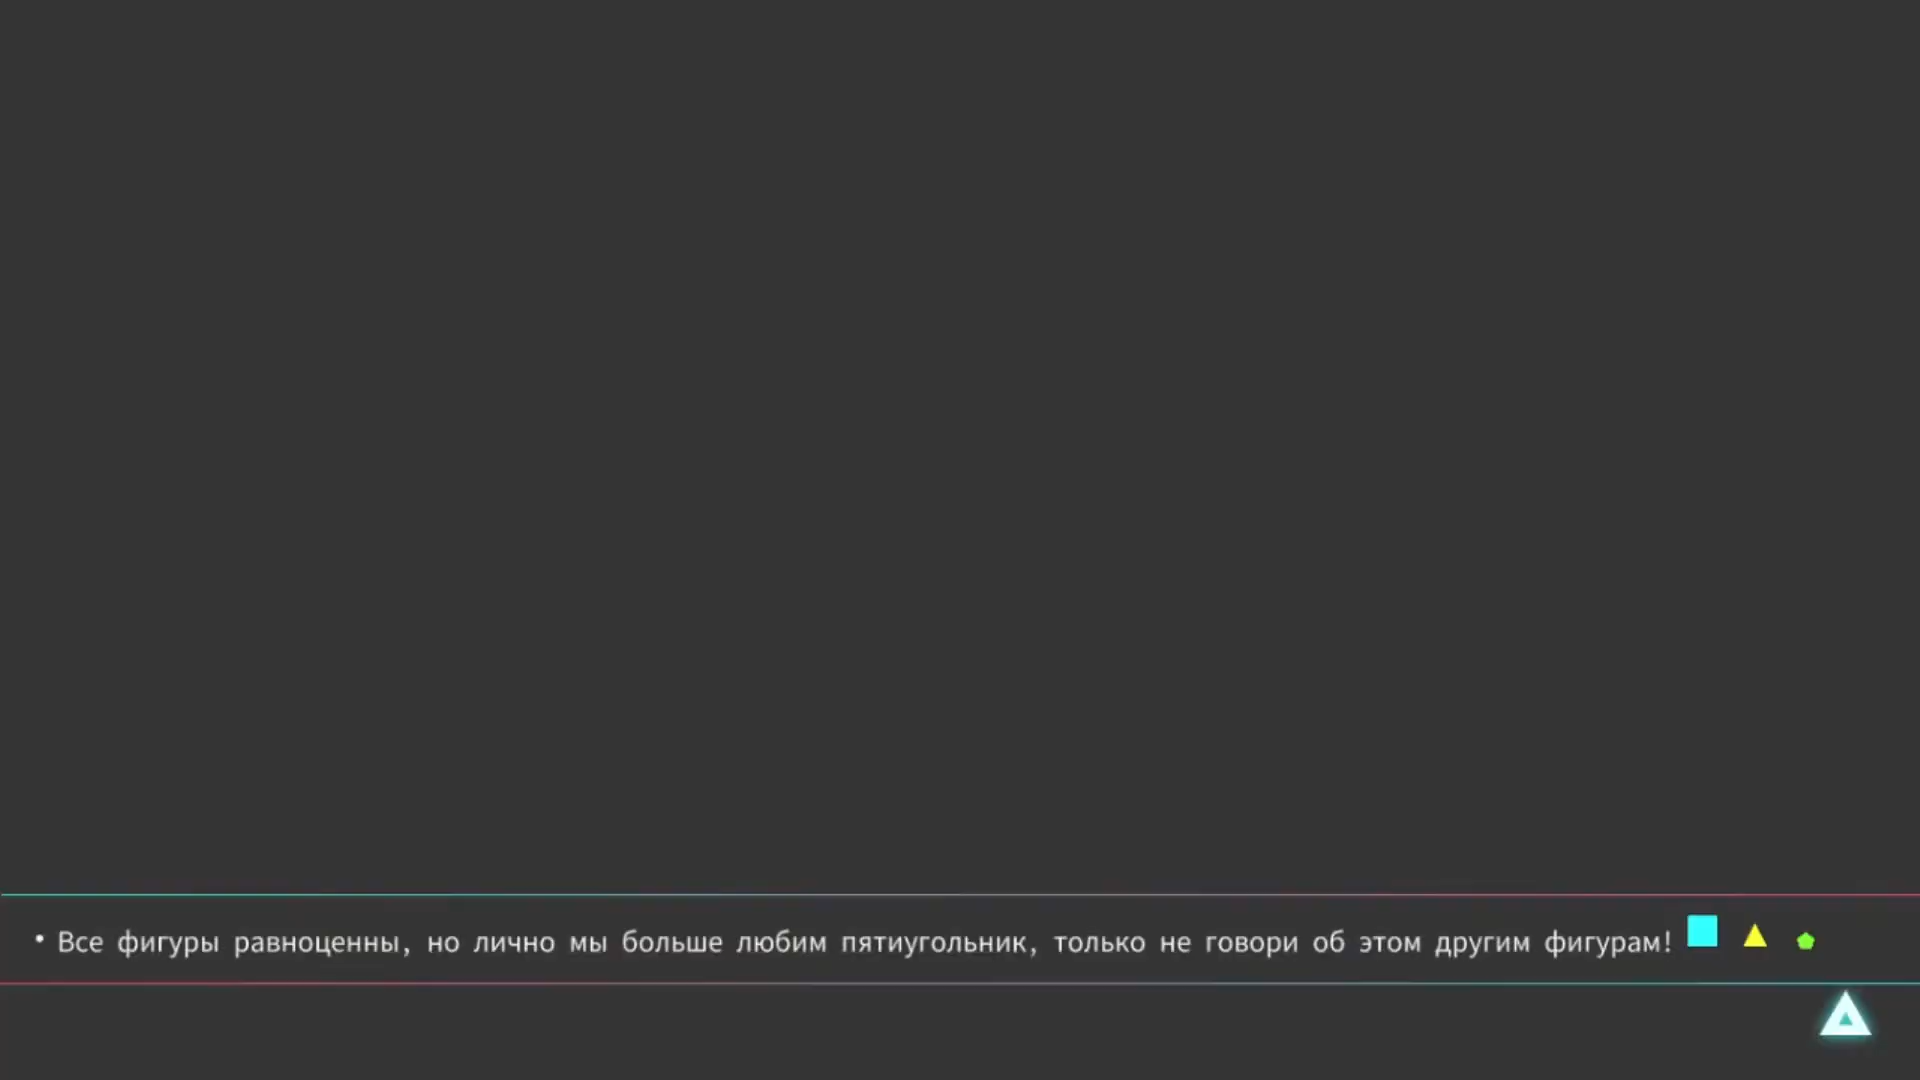 • Все фигуры равноценны, но лично мы больше любим пятиугольник, только не говори об этом другим фигурам!